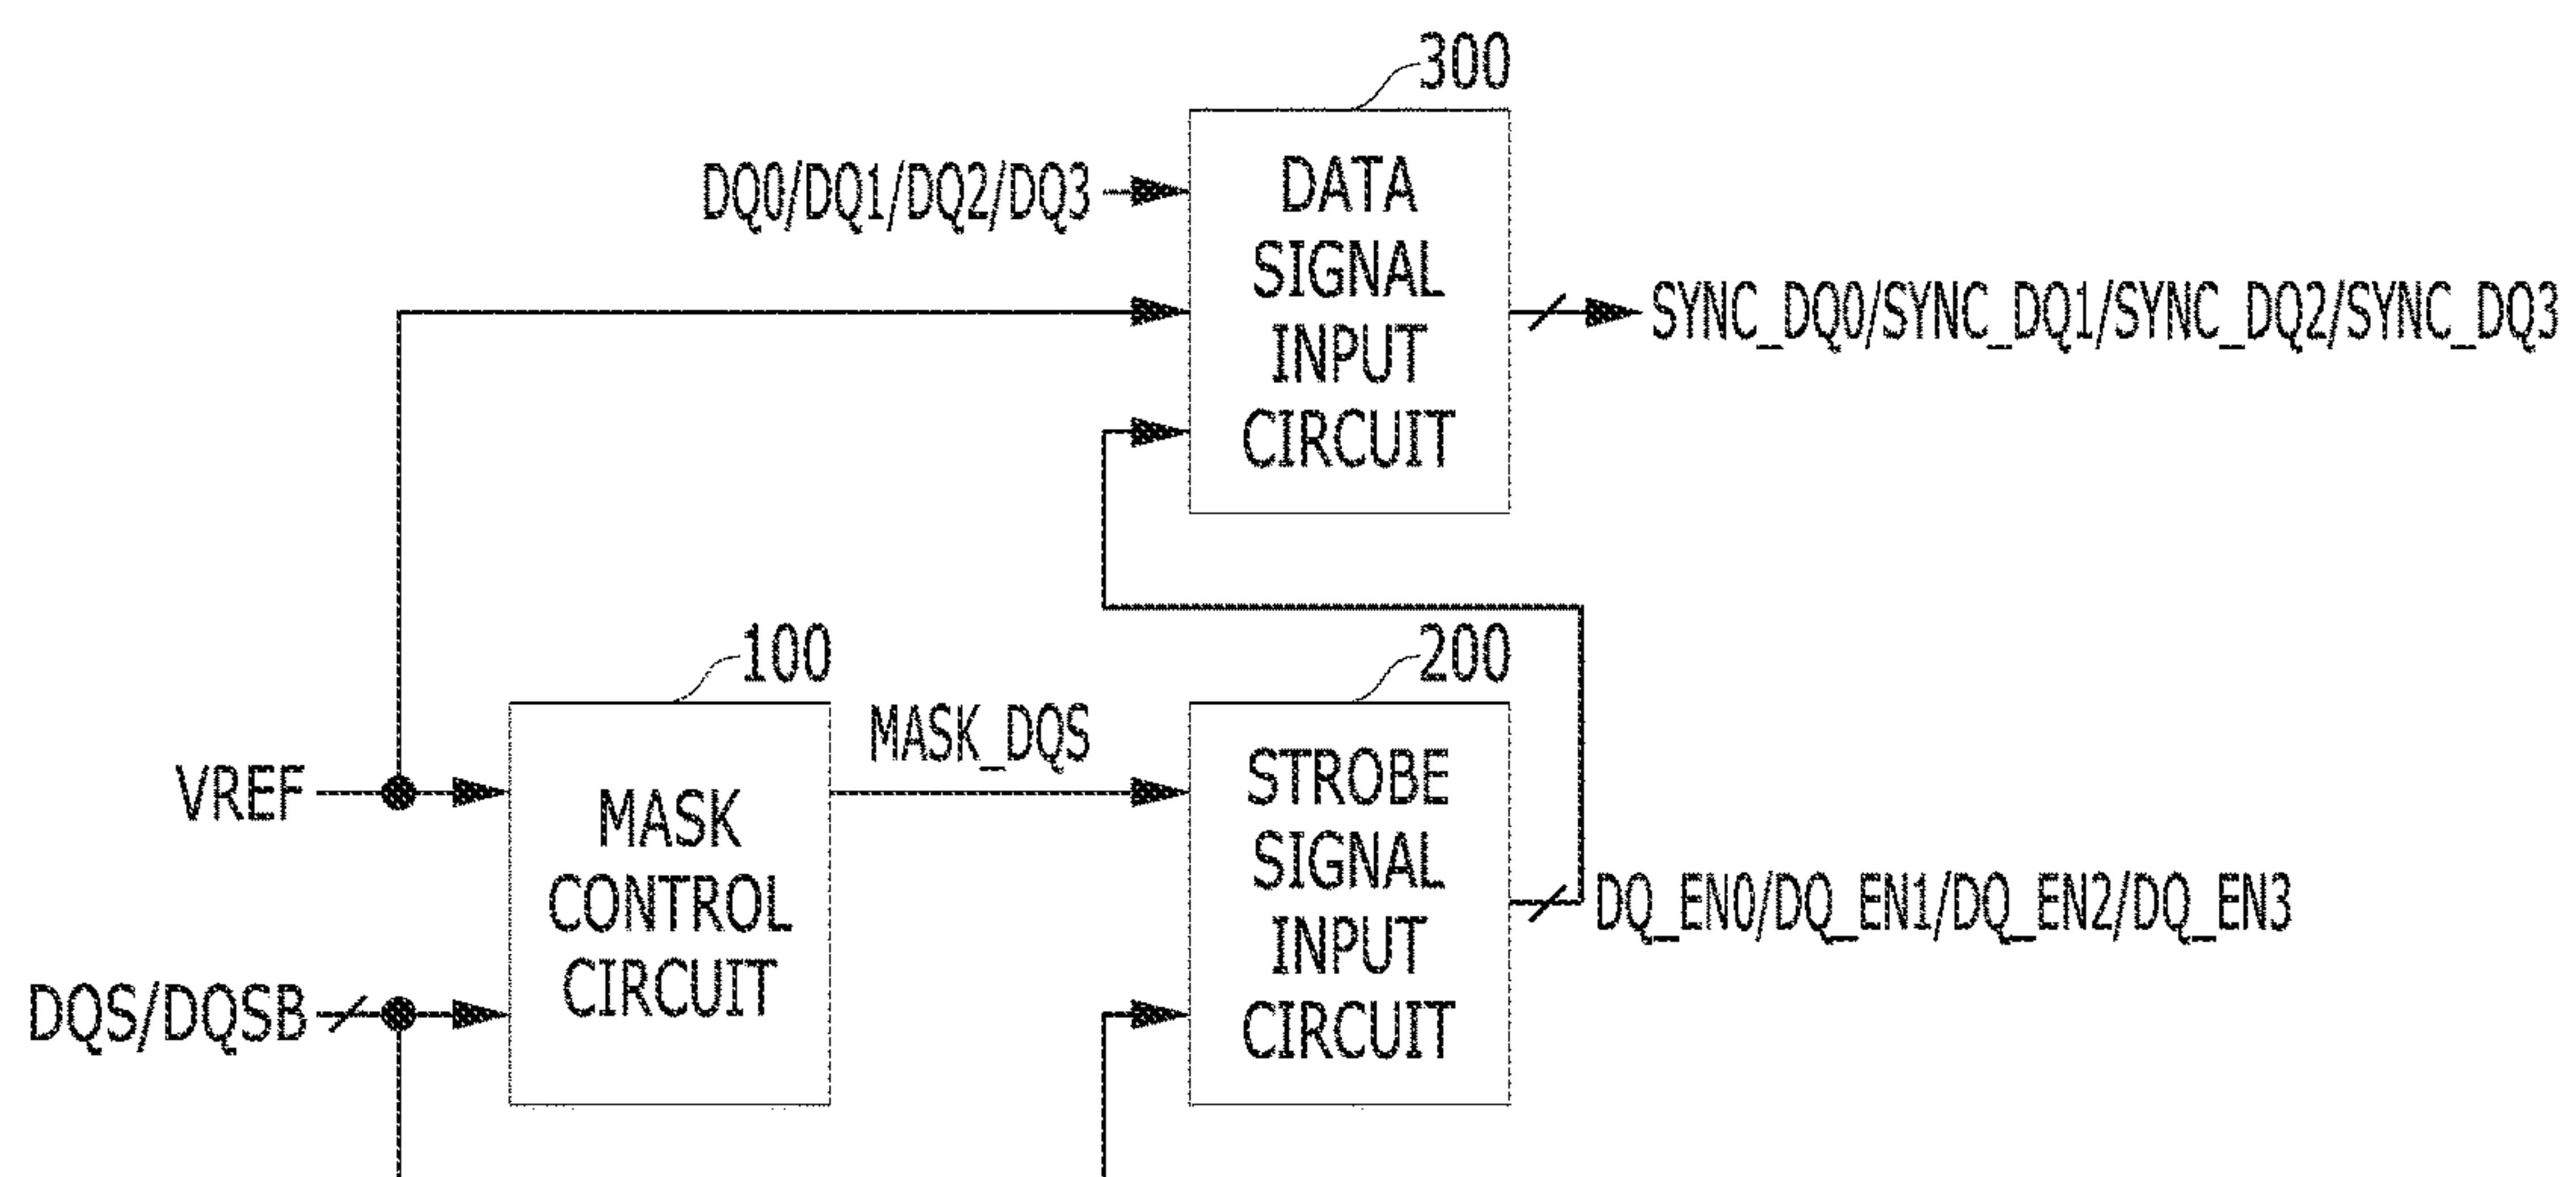 300
DQ0/DQ1/DQ2/DQ3
DATA
SIGNAL
INPUT
CIRCUIT
SYNC_DQ0/SYNC_DQ1/SYNC_DQ2/SYNC_DQ3
100
200
MASK_DQS
VREF
MASK
CONTROL
CIRCUIT
STROBE
SIGNAL
INPUT
CIRCUIT
DQ_EN0/DQ_EN1/DQ_EN2/DQ_EN3
DQS/DQSB